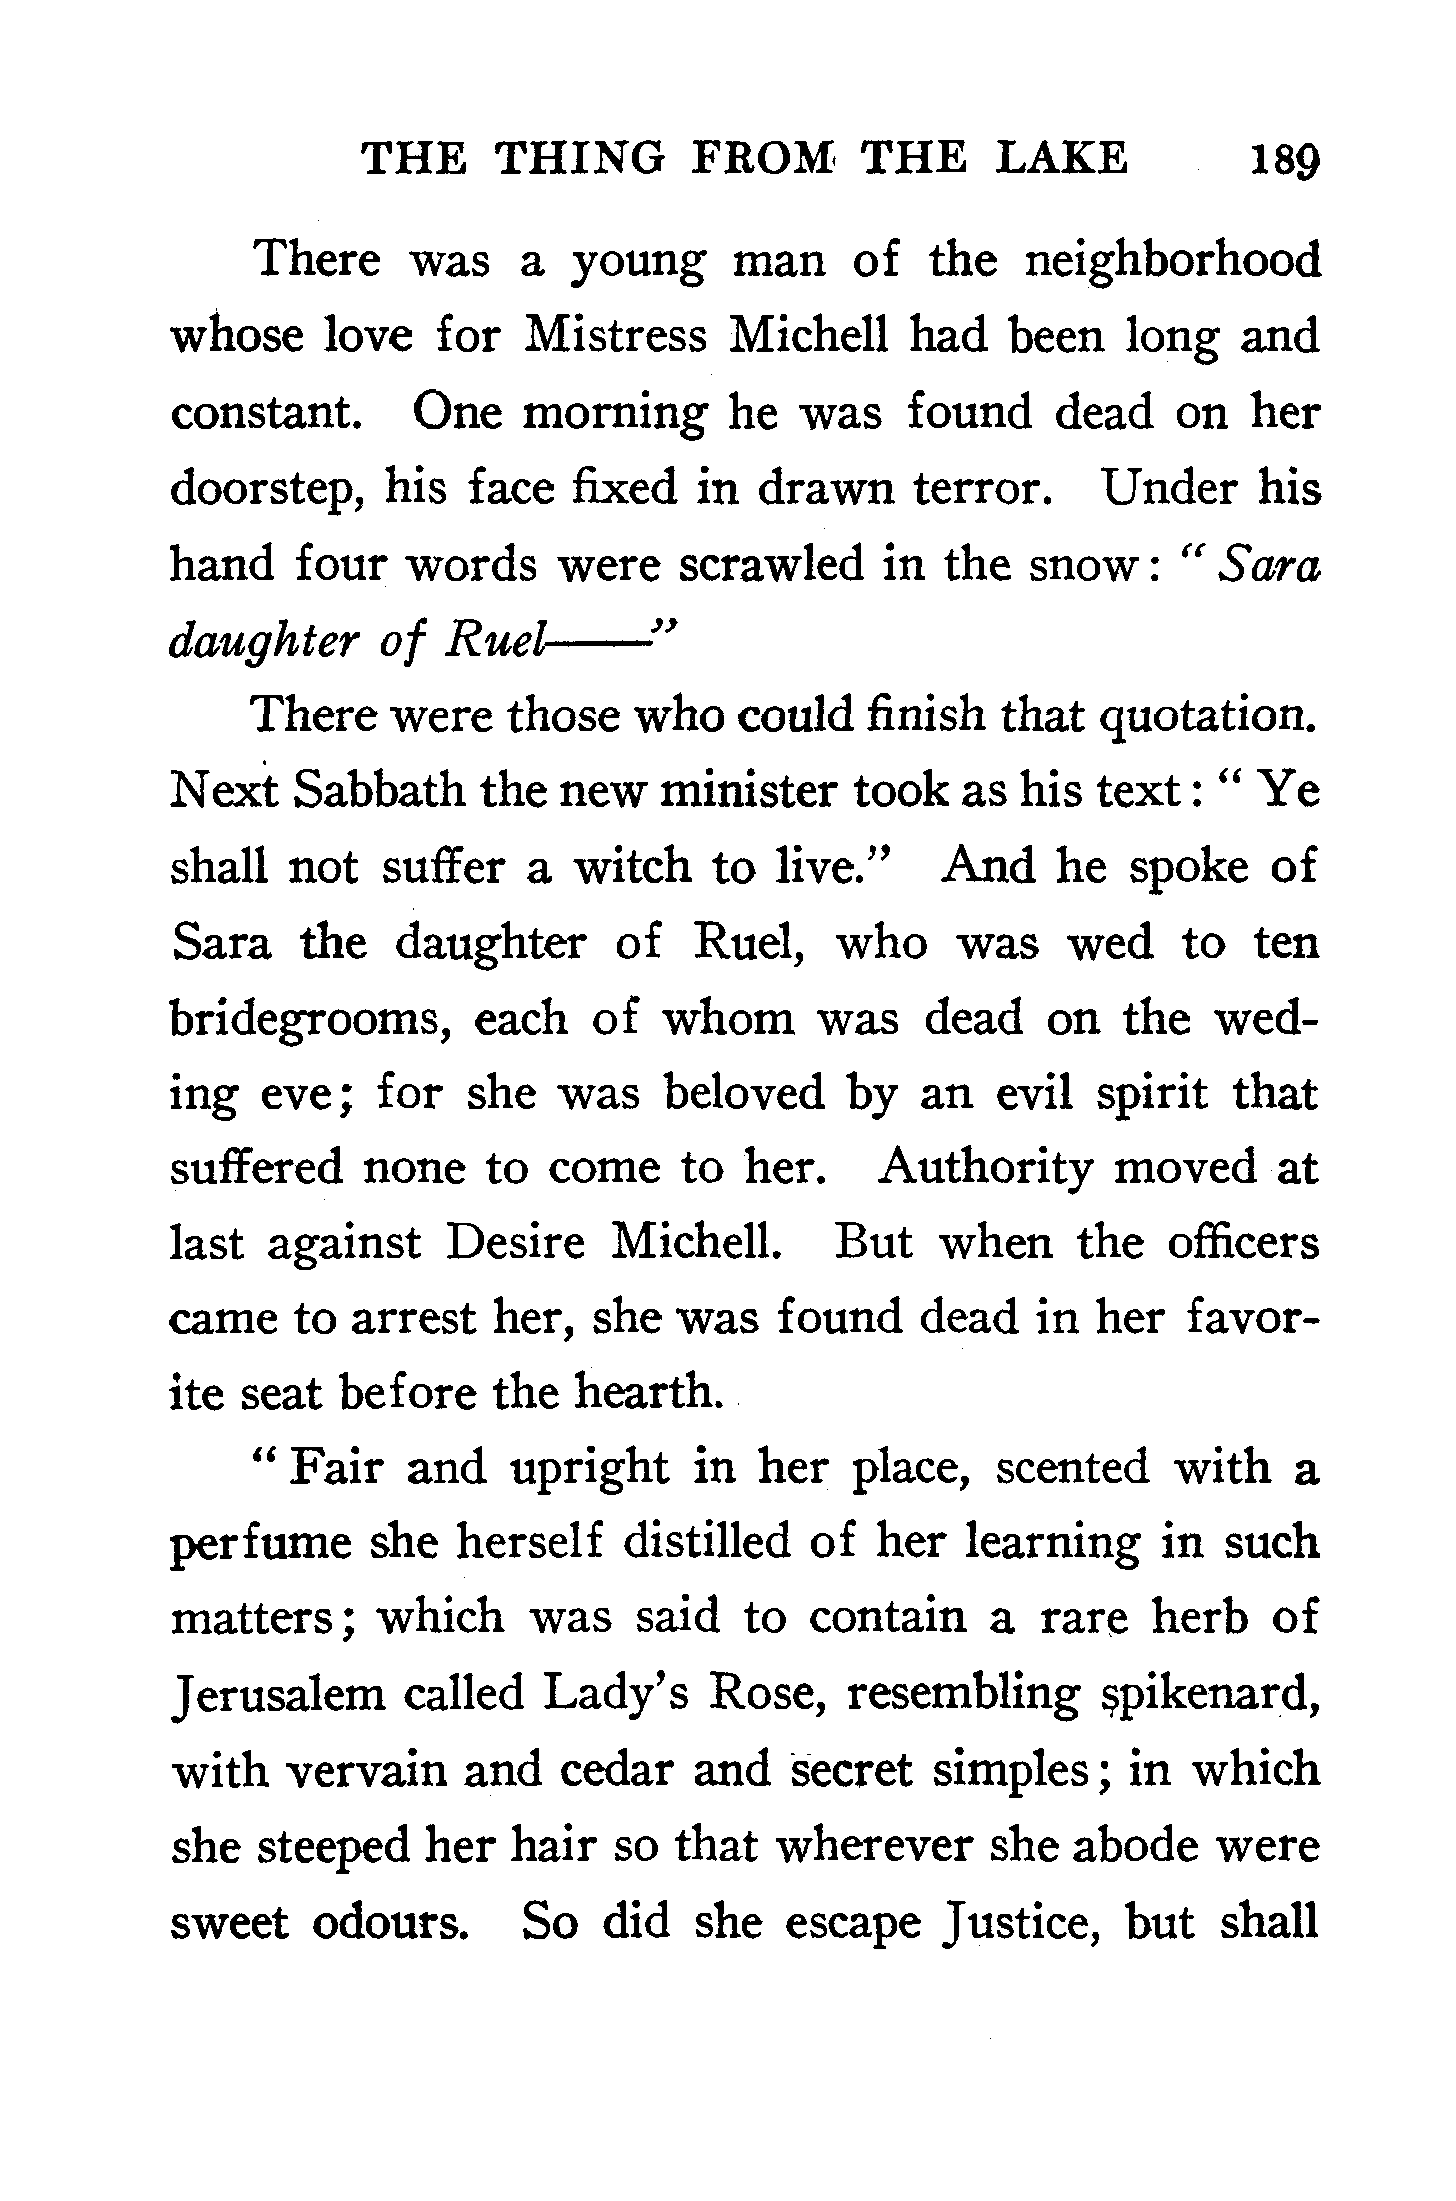 THE THING FROM THE LAKE 189
There was a young man of the neighborhood
whose love for Mistress Michell had been long and
constant. One morning he was found dead on her
doorstep, his face fixed in drawn terror. Under his
hand four words were scrawled in the snow: "Sara
daughter of Ruel——"
There were those who could finish that quotation.
Next Sabbath the new minister took as his text: "Ye
shall not suffer a witch to live." And he spoke of
Sara the daughter of Ruel, who was wed to ten
bridegrooms, each of whom was dead on the wed-
ing eve; for she was beloved by an evil spirit that
suffered none to come to her. Authority moved at
last against Desire Michell. But when the officers
came to arrest her, she was found dead in her favor-
ite seat before the hearth.
"Fair and upright in her place, scented with a
perfume she herself distilled of her learning in such
matters; which was said to contain a rare herb of
Jerusalem called Lady's Rose, resembling spikenard,
with vervain and cedar and secret simples; in which
she steeped her hair so that wherever she abode were
sweet odours. So did she escape Justice, but shall